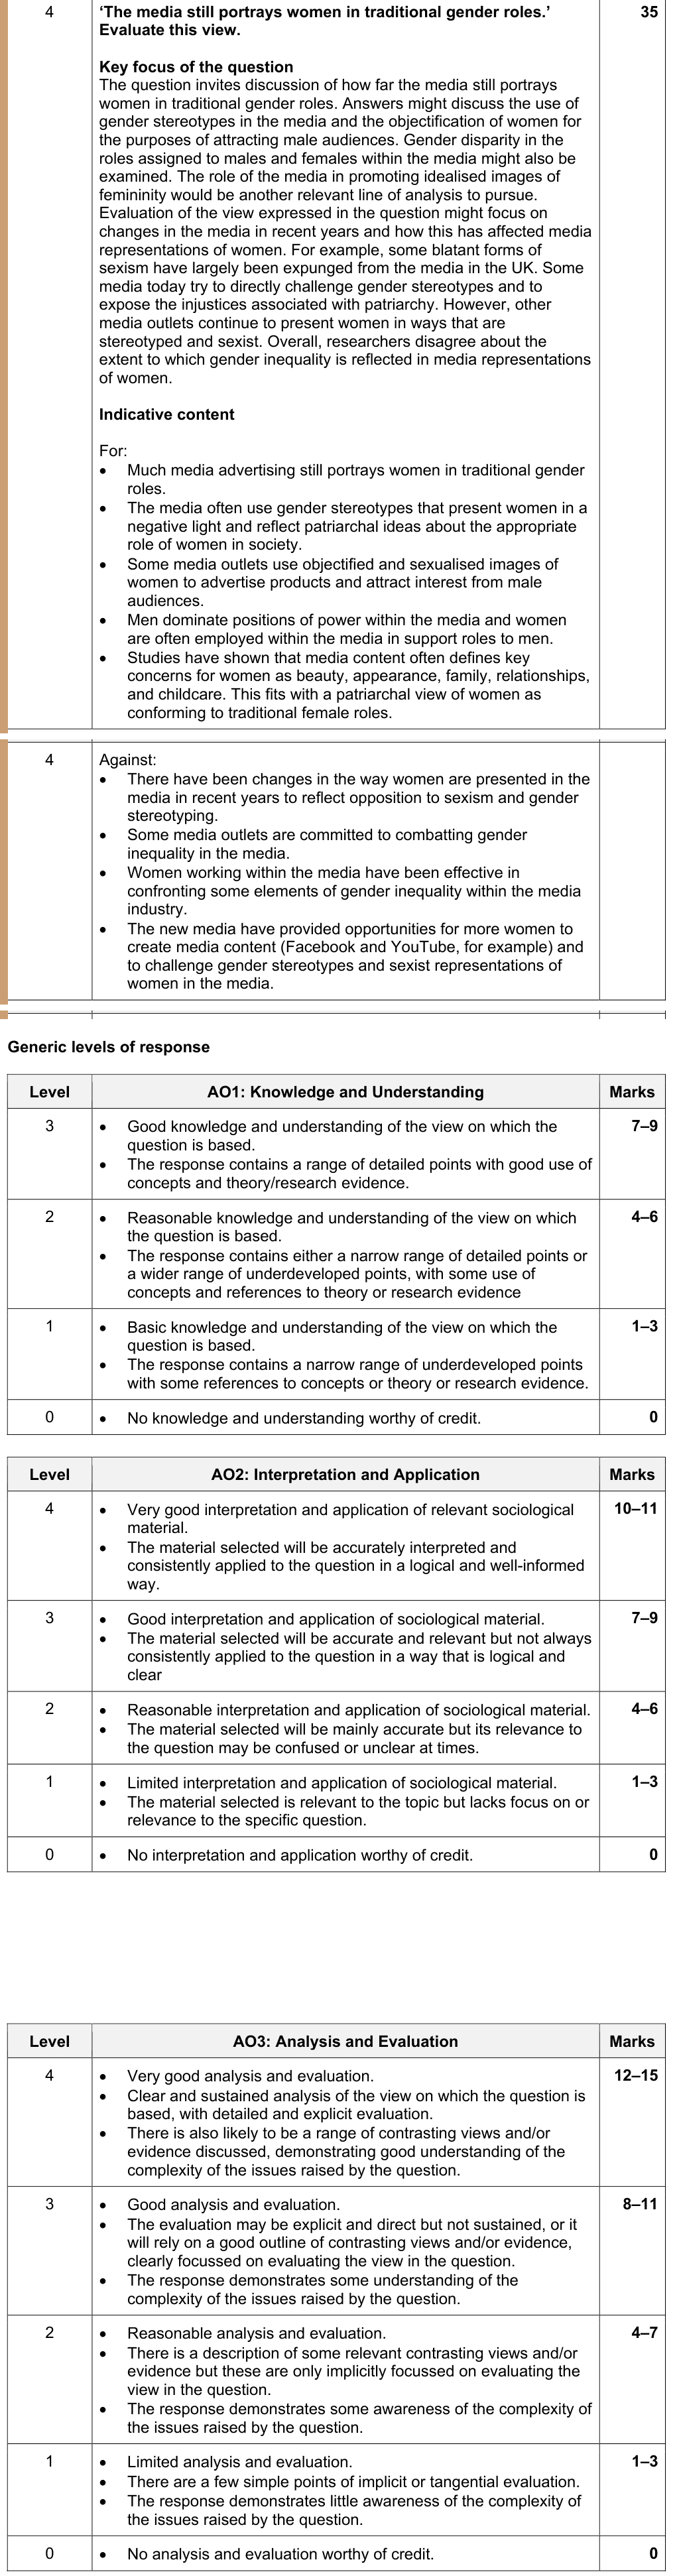 4 ‘The media still portrays women in traditional gender roles.’ 35
Evaluate this view.
Key focus of the question
The question invites discussion of how far the media still portrays
women in traditional gender roles. Answers might discuss the use of
gender stereotypes in the media and the objectification of women for
the purposes of attracting male audiences. Gender disparity in the
roles assigned to males and females within the media might also be
examined. The role of the media in promoting idealised images of
femininity would be another relevant line of analysis to pursue.
Evaluation of the view expressed in the question might focus on
changes in the media in recent years and how this has affected media
representations of women. For example, some blatant forms of
sexism have largely been expunged from the media in the UK. Some
media today try to directly challenge gender stereotypes and to
expose the injustices associated with patriarchy. However, other
media outlets continue to present women in ways that are
stereotyped and sexist. Overall, researchers disagree about the
extent to which gender inequality is reflected in media representations
of women.
Indicative content
For:
• Much media advertising still portrays women in traditional gender
roles.
• The media often use gender stereotypes that present women in a
negative light and reflect patriarchal ideas about the appropriate
role of women in society.
• Some media outlets use objectified and sexualised images of
women to advertise products and attract interest from male
audiences.
• Men dominate positions of power within the media and women
are often employed within the media in support roles to men.
• Studies have shown that media content often defines key
concerns for women as beauty, appearance, family, relationships,
and childcare. This fits with a patriarchal view of women as
conforming to traditional female roles.
4 Against:
• There have been changes in the way women are presented in the
media in recent years to reflect opposition to sexism and gender
stereotyping.
• Some media outlets are committed to combatting gender
inequality in the media.
• Women working within the media have been effective in
confronting some elements of gender inequality within the media
industry.
• The new media have provided opportunities for more women to
create media content (Facebook and YouTube, for example) and
to challenge gender stereotypes and sexist representations of
women in the media.
Generic levels of response
Level AO1: Knowledge and Understanding Marks
3 • Good knowledge and understanding of the view on which the 7–9
question is based.
• The response contains a range of detailed points with good use of
concepts and theory/research evidence.
2 • Reasonable knowledge and understanding of the view on which 4–6
the question is based.
• The response contains either a narrow range of detailed points or
a wider range of underdeveloped points, with some use of
concepts and references to theory or research evidence
1 • Basic knowledge and understanding of the view on which the 1–3
question is based.
• The response contains a narrow range of underdeveloped points
with some references to concepts or theory or research evidence.
0 • No knowledge and understanding worthy of credit. 0
Level AO2: Interpretation and Application Marks
4 • Very good interpretation and application of relevant sociological 10–11
material.
• The material selected will be accurately interpreted and
consistently applied to the question in a logical and well-informed
way.
3 • Good interpretation and application of sociological material. 7–9
• The material selected will be accurate and relevant but not always
consistently applied to the question in a way that is logical and
clear
2 • Reasonable interpretation and application of sociological material. 4–6
• The material selected will be mainly accurate but its relevance to
the question may be confused or unclear at times.
1 • Limited interpretation and application of sociological material. 1–3
• The material selected is relevant to the topic but lacks focus on or
relevance to the specific question.
0 • No interpretation and application worthy of credit. 0
Level AO3: Analysis and Evaluation Marks
4 • Very good analysis and evaluation. 12–15
• Clear and sustained analysis of the view on which the question is
based, with detailed and explicit evaluation.
• There is also likely to be a range of contrasting views and/or
evidence discussed, demonstrating good understanding of the
complexity of the issues raised by the question.
3 • Good analysis and evaluation. 8–11
• The evaluation may be explicit and direct but not sustained, or it
will rely on a good outline of contrasting views and/or evidence,
clearly focussed on evaluating the view in the question.
• The response demonstrates some understanding of the
complexity of the issues raised by the question.
2 • Reasonable analysis and evaluation. 4–7
• There is a description of some relevant contrasting views and/or
evidence but these are only implicitly focussed on evaluating the
view in the question.
• The response demonstrates some awareness of the complexity of
the issues raised by the question.
1 • Limited analysis and evaluation. 1–3
• There are a few simple points of implicit or tangential evaluation.
• The response demonstrates little awareness of the complexity of
the issues raised by the question.
0 • No analysis and evaluation worthy of credit. 0